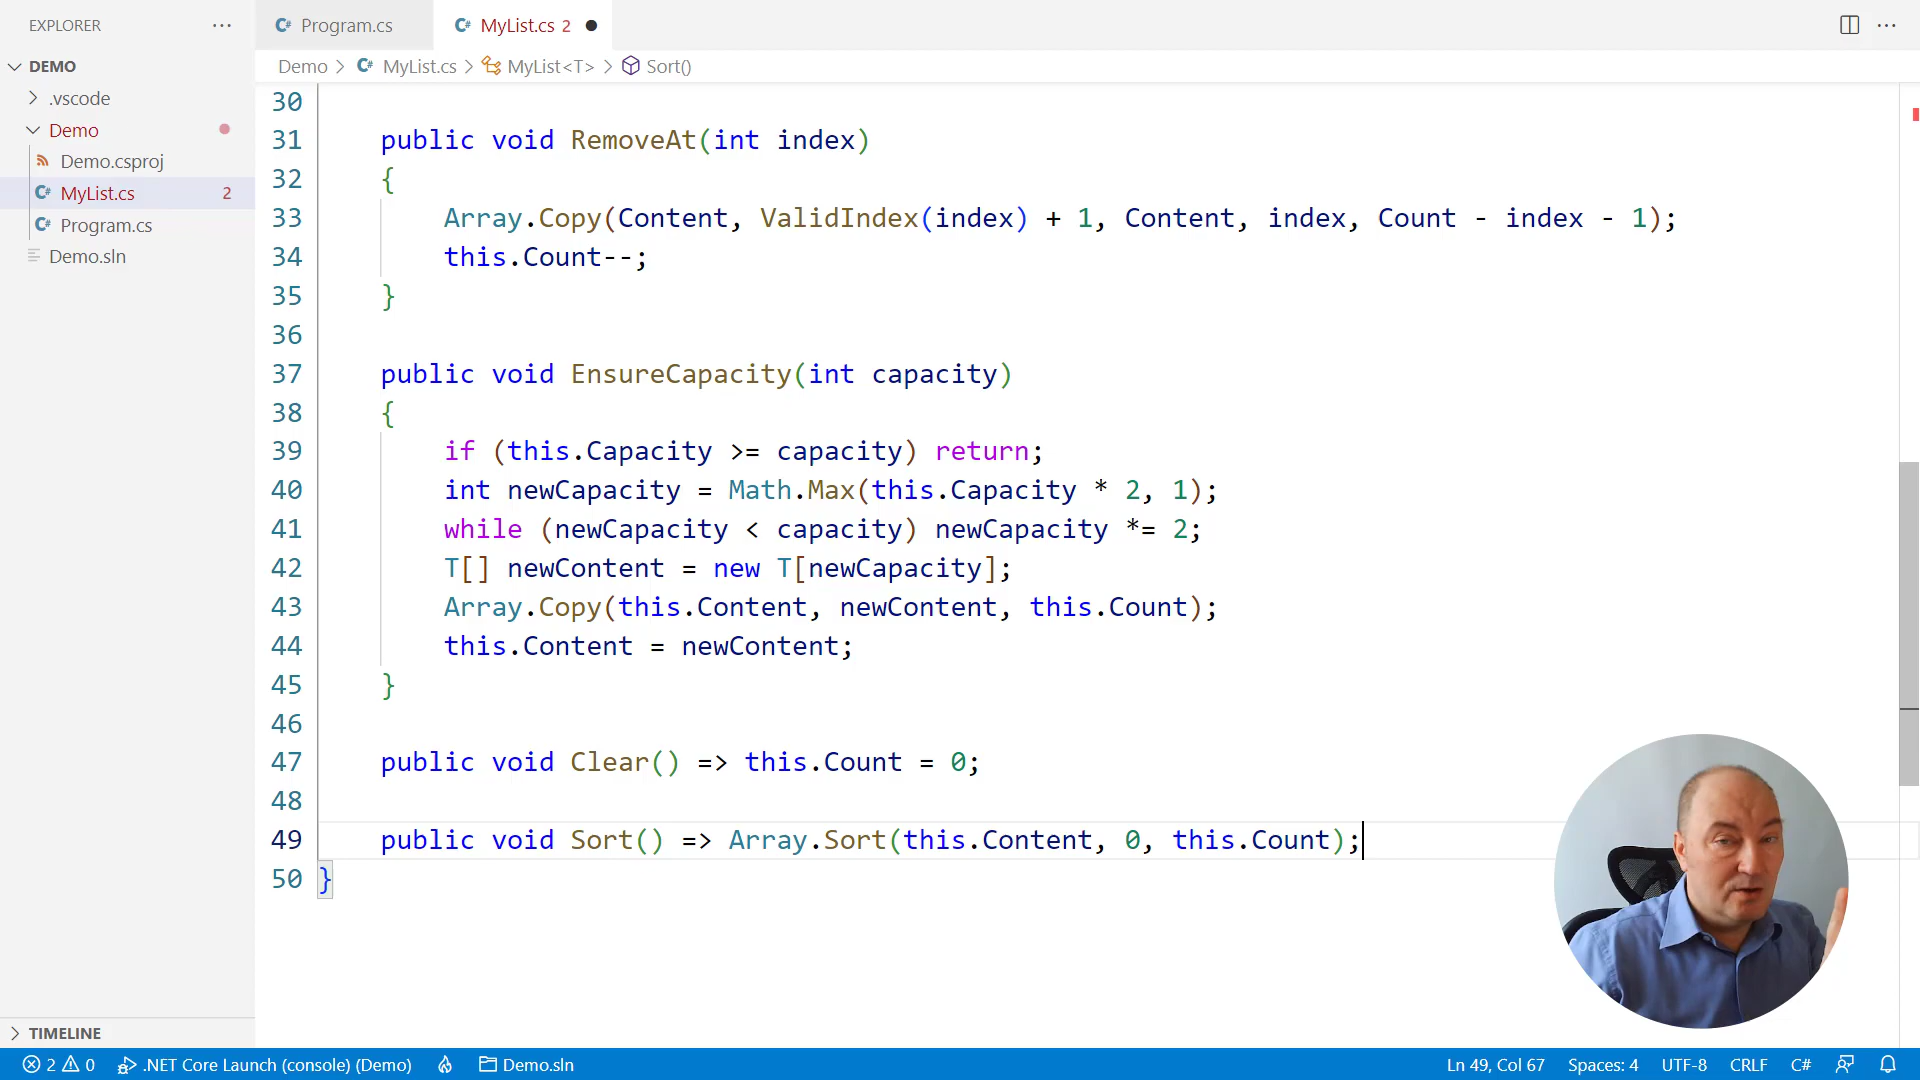 EXPLORER
Program.cs
MyList.cs 2
DEMO
Demo > MyList.cs > MyList<T> > Sort()
.vscode
Demo
Demo.csproj
MyList.cs 2
Program.cs
Demo.sln
30
31 public void RemoveAt(int index)
32 {
33 Array.Copy(Content, ValidIndex(index) + 1, Content, index, Count - index - 1);
34 this.Count--;
35 }
36
37 public void EnsureCapacity(int capacity)
38 {
39 if (this.Capacity >= capacity) return;
40 int newCapacity = Math.Max(this.Capacity * 2, 1);
41 while (newCapacity < capacity) newCapacity *= 2;
42 T[] newContent = new T[newCapacity];
43 Array.Copy(this.Content, newContent, this.Count);
44 this.Content = newContent;
45 }
46
47 public void Clear() => this.Count = 0;
48
49 public void Sort() => Array.Sort(this.Content, 0, this.Count);
50 }
TIMELINE
2 0 .NET Core Launch (console) (Demo) Demo.sln Ln 49, Col 67 Spaces: 4 UTF-8 CRLF C#